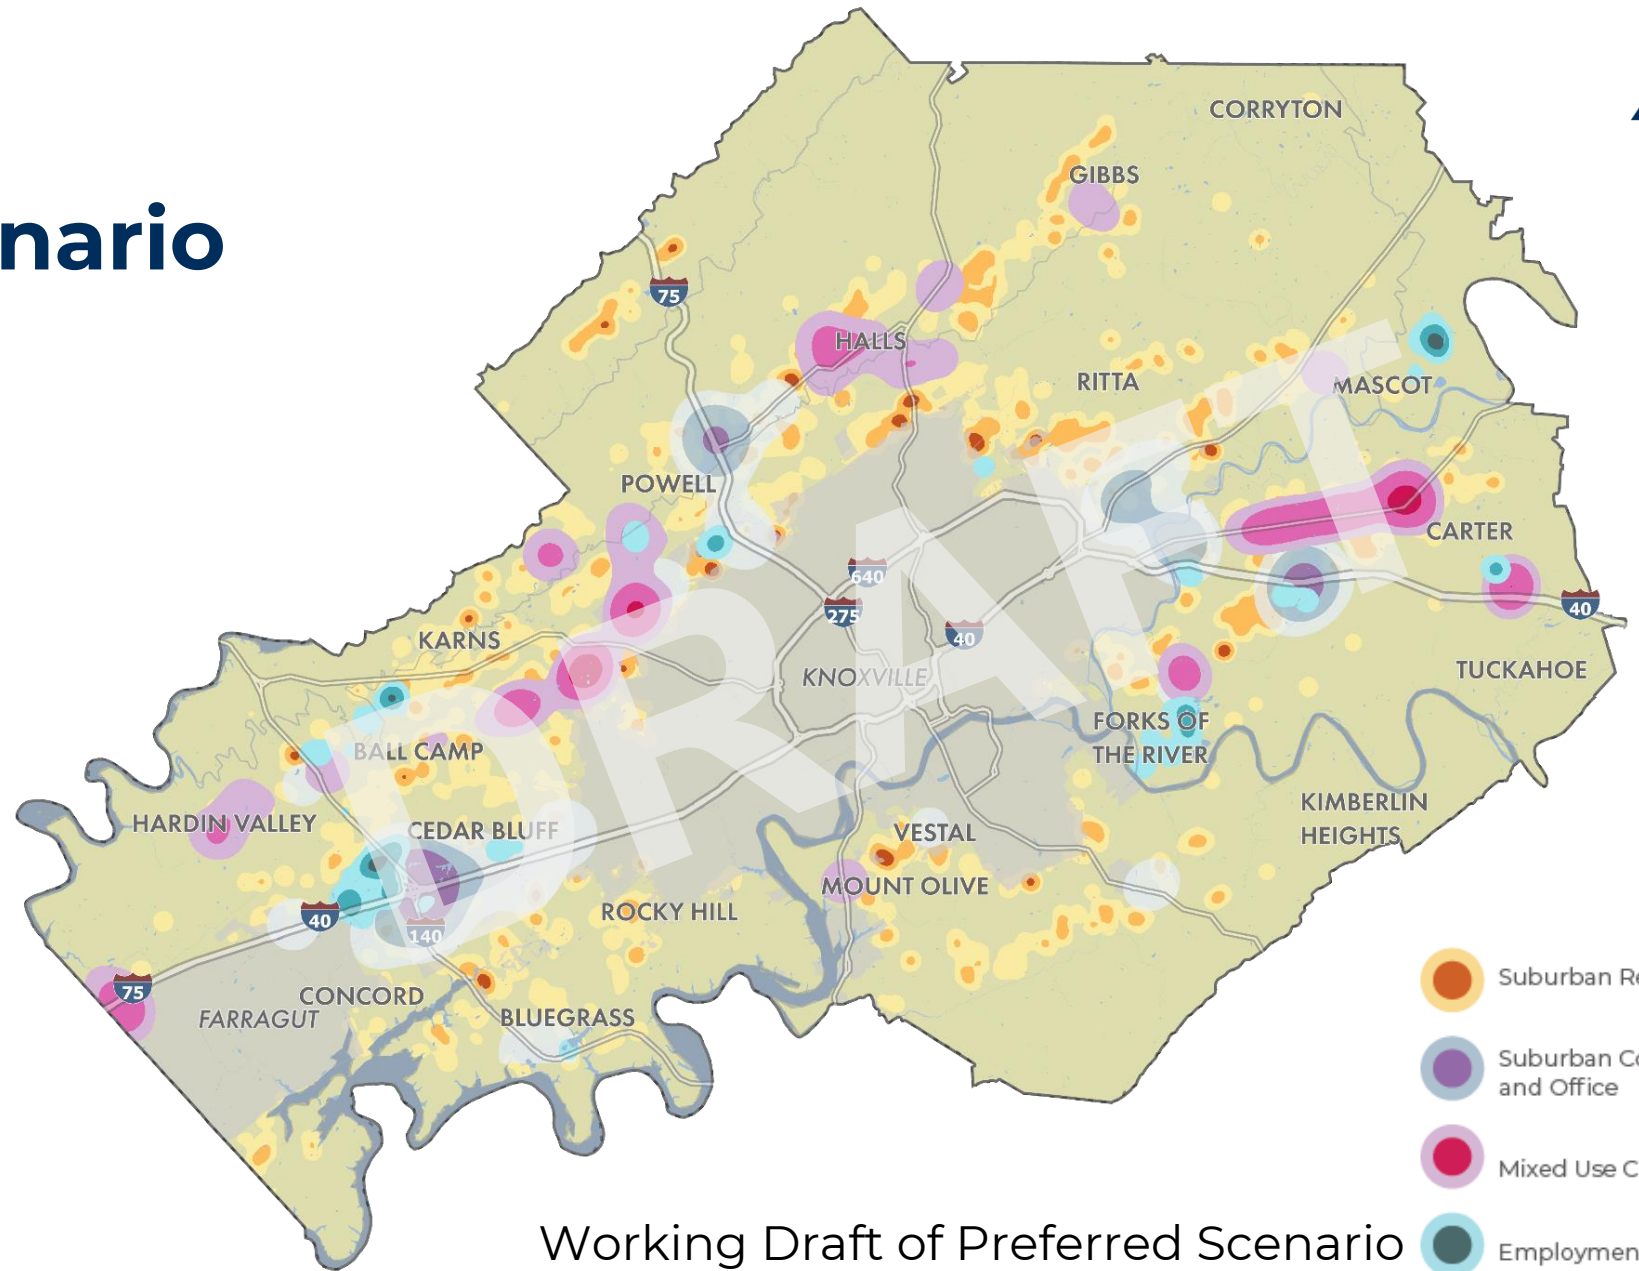 nario
CORRYTON
GIBBS
75
HALLS
RITTA
MASCOT
POWELL
CARTER
640
275
40
40
KARNS
KNOXVILLE
TUCKAHOE
FORKS OF
THE RIVER
BALL CAMP
HARDIN VALLEY
CEDAR BLUFF
VESTAL
KIMBERLIN
HEIGHTS
MOUNT OLIVE
ROCKY HILL
40
140
75
CONCORD
FARRAGUT
BLUEGRASS
DRAFT
Suburban Re
Suburban Co
and Office
Mixed Use C
Employmen
Working Draft of Preferred Scenario